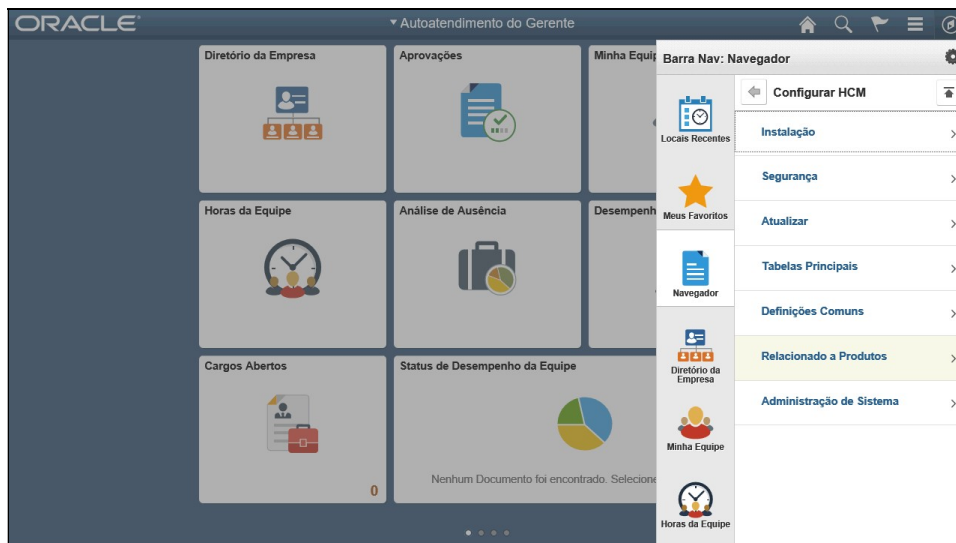 ORACLE
Autoatendimento do Gerente
Diretório da Empresa
Aprovações
Minha Equip
Horas da Equipe
Análise de Ausência
Desempenh
Cargos Abertos
0
Status de Desempenho da Equipe
Nenhum Documento foi encontrado. Selecione
Barra Nav: Navegador
Locais Recentes
Meus Favoritos
Navegador
Diretório da
Empresa
Minha Equipe
Horas da Equipe
Configurar HCM
Instalação
Segurança
Atualizar
Tabelas Principais
Definições Comuns
Relacionado a Produtos
Administração de Sistema